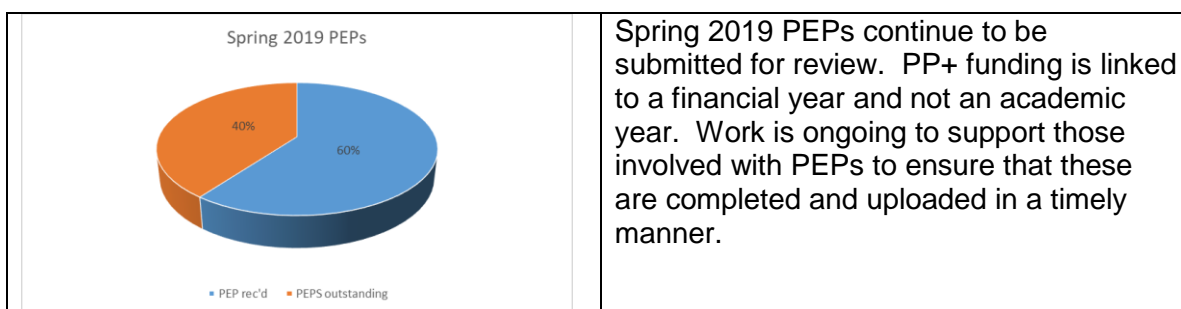 Spring 2019 PEPs
40%
60%
PEP rec'd PEPS outstanding
Spring 2019 PEPs continue to be
submitted for review.  PP+ funding is linked
to a financial year and not an academic
year.  Work is ongoing to support those
involved with PEPs to ensure that these
are completed and uploaded in a timely
manner.